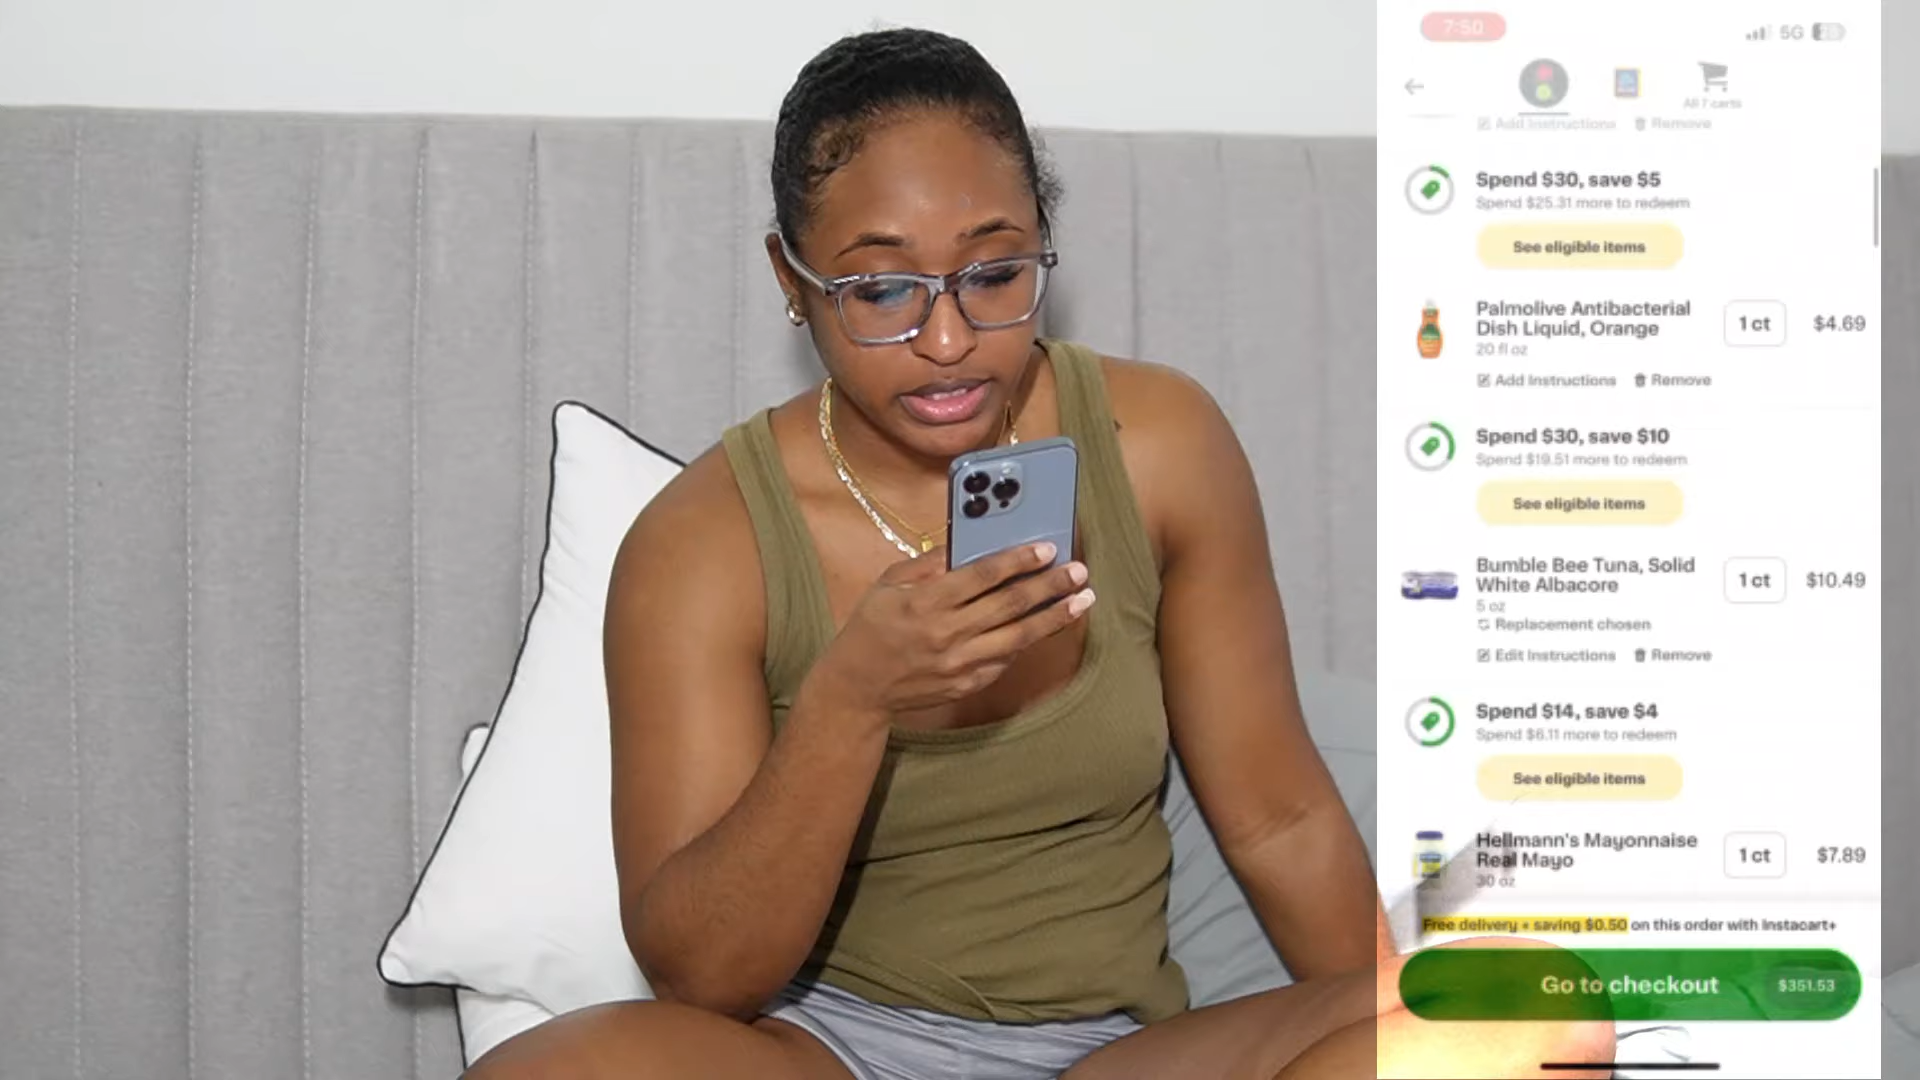 7:50
5G
All 7 carts
Add Instructions Remove
Spend $30, save $5
Spend $25.31 more to redeem
See eligible items
Palmolive Antibacterial
Dish Liquid, Orange
20 fl oz
1 ct
$4.69
Add Instructions Remove
Spend $30, save $10
Spend $19.51 more to redeem
See eligible items
Bumble Bee Tuna, Solid
White Albacore
5 oz
Replacement chosen
1 ct
$10.49
Edit Instructions Remove
Spend $14, save $4
Spend $6.11 more to redeem
See eligible items
Hellmann's Mayonnaise
Real Mayo
30 oz
1 ct
$7.89
Free delivery + saving $0.50 on this order with Instacart+
Go to checkout $351.53